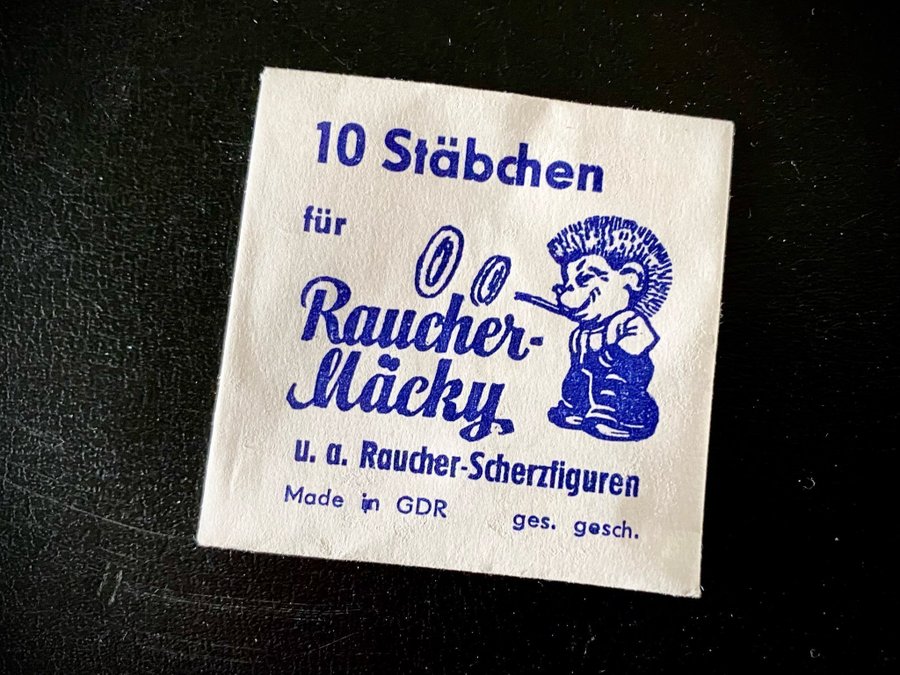 10 Stäbchen
für
Raucher-
Mäcky
u. a. Raucher-Scherzfiguren
Made in GDR ges. gesch.